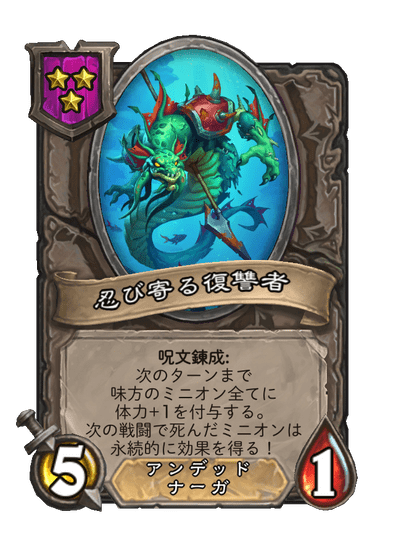 忍び寄る復讐者
呪文錬成:
次のターンまで
味方のミニオン全てに
体力+1を付与する。
次の戦闘で死んだミニオンは
永続的に効果を得る！
5
アンデッド
ナーガ
1